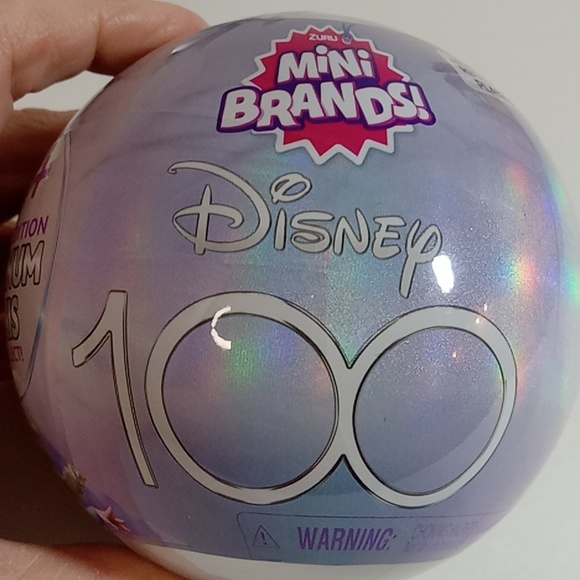 ZURU
MINI
BRANDS!
DISNEY
100
WARNING: